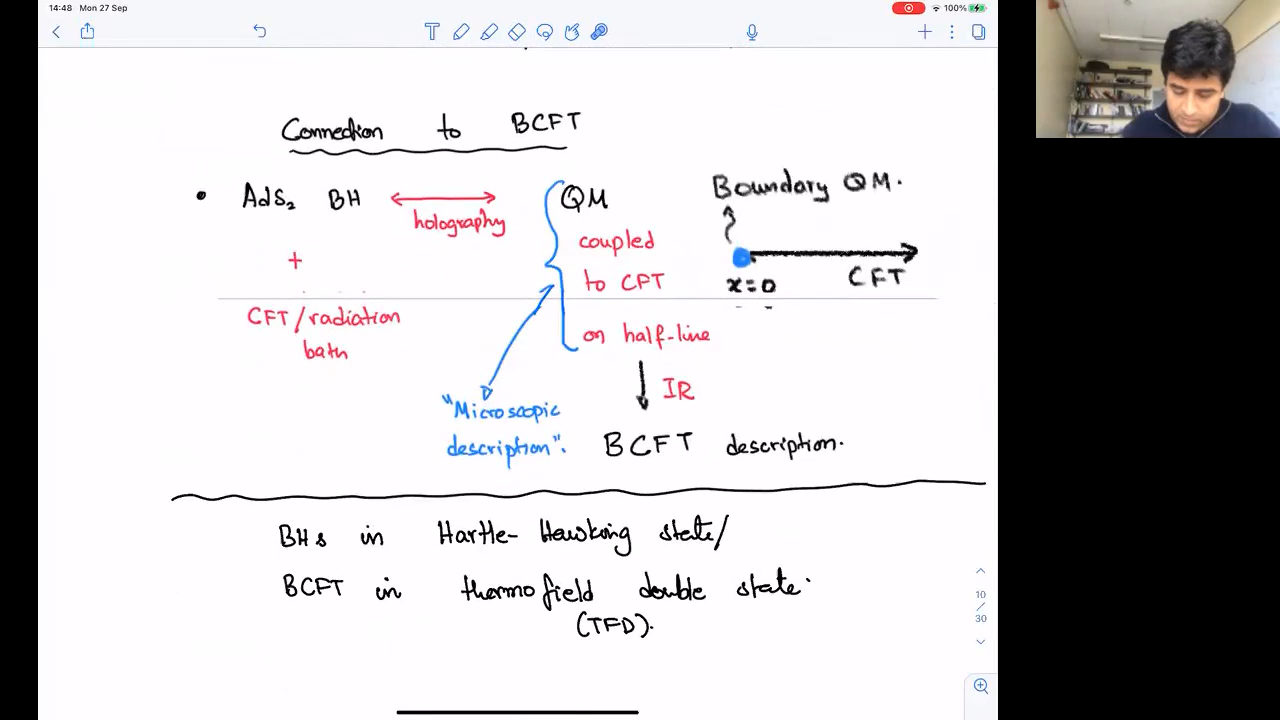 14:48 Mon 27 Sep
100%
Connection to BCFT
• AdS₂ BH
holography
QM
Boundary QM.
+
coupled
to CFT
x=0
CFT
CFT/radiation
bath
on half-line
IR
"Microscopic
description".
BCFT description.
BHs in Hartle-Hawking state/
BCFT in thermofield double state.
(TFD).
10
/
30